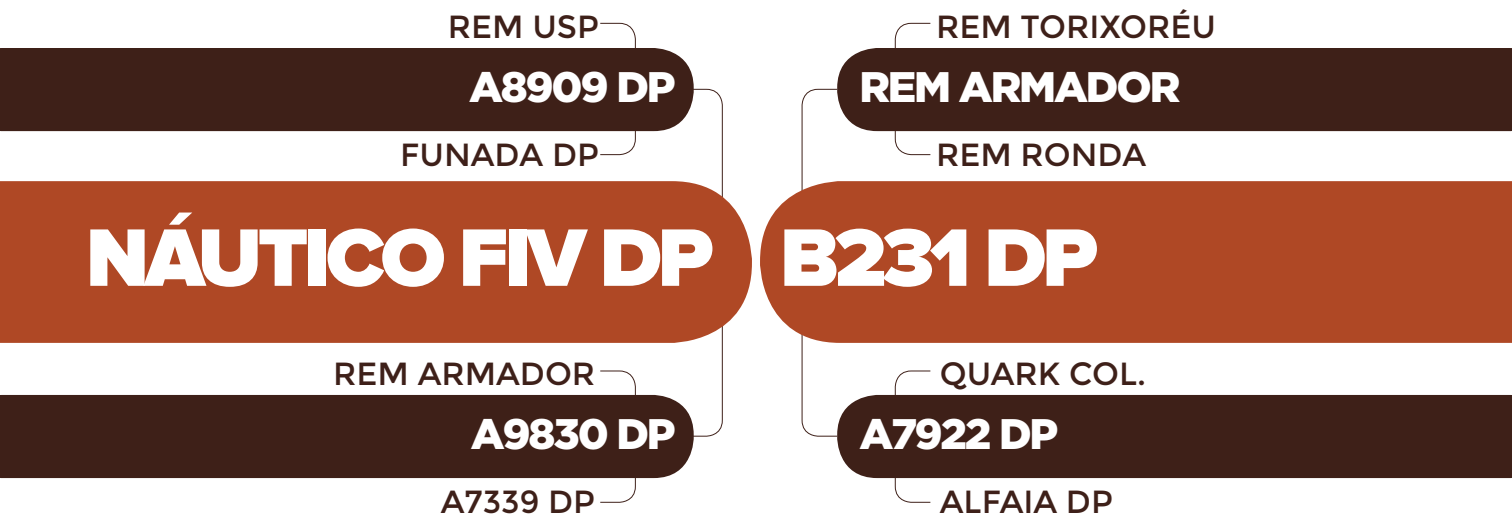 REM USP
A8909 DP
FUNADA DP
NÁUTICO FIV DP
REM ARMADOR
A9830 DP
A7339 DP
REM TORIXORÉU
REM ARMADOR
REM RONDA
B231 DP
QUARK COL.
A7922 DP
ALFAIA DP